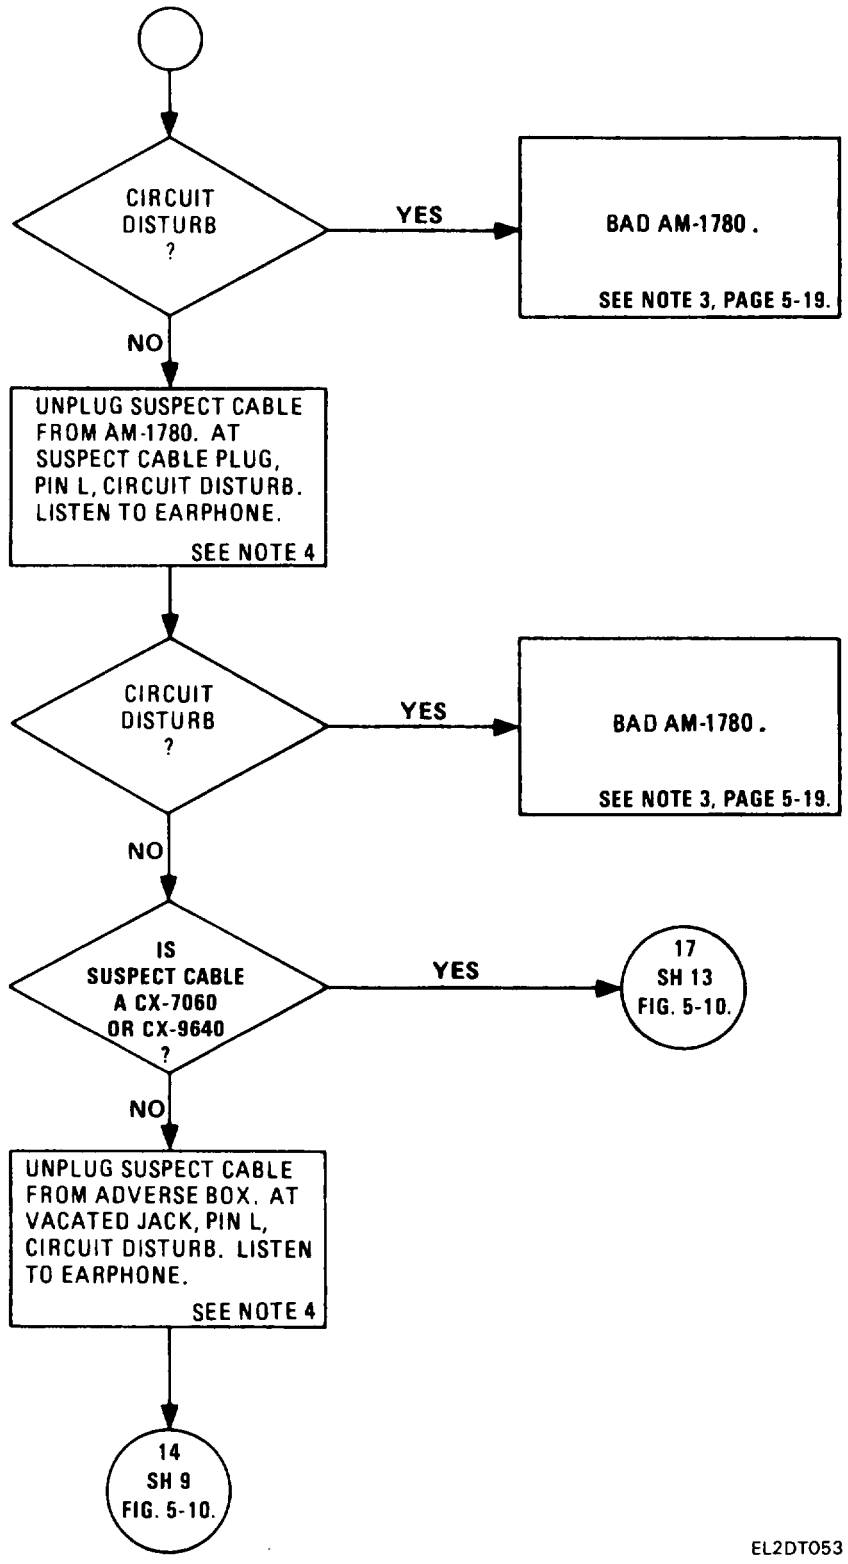 CIRCUIT
DISTURB
?
YES
BAD AM-1780.
SEE NOTE 3, PAGE 5-19.
NO
UNPLUG SUSPECT CABLE
FROM AM-1780. AT
SUSPECT CABLE PLUG,
PIN L, CIRCUIT DISTURB.
LISTEN TO EARPHONE.
SEE NOTE 4
CIRCUIT
DISTURB
?
YES
BAD AM-1780.
SEE NOTE 3, PAGE 5-19.
NO
IS
SUSPECT CABLE
A CX-7060
OR CX-9640
?
YES
17
SH 13
FIG. 5-10.
NO
UNPLUG SUSPECT CABLE
FROM ADVERSE BOX. AT
VACATED JACK, PIN L,
CIRCUIT DISTURB. LISTEN
TO EARPHONE.
SEE NOTE 4
14
SH 9
FIG. 5-10.
EL2DT053